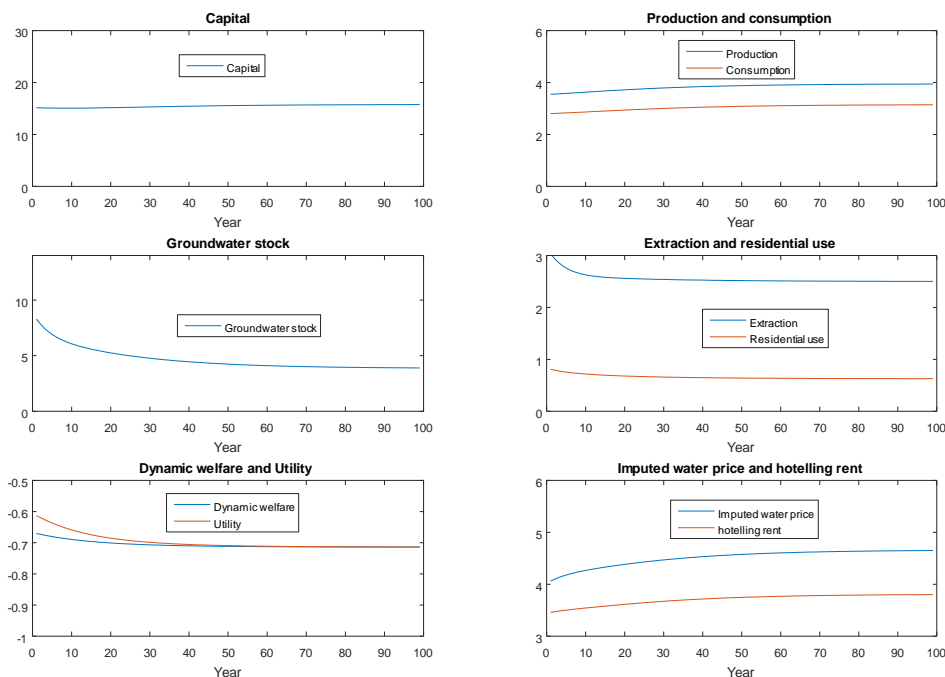 Capital
30
20
10
0
Capital
0 10 20 30 40 50 60 70 80 90 100
Year
Production and consumption
6
4
2
0
Production
Consumption
0 10 20 30 40 50 60 70 80 90 100
Year
Groundwater stock
10
5
0
Groundwater stock
0 10 20 30 40 50 60 70 80 90 100
Year
Extraction and residential use
3
2
1
0
Extraction
Residential use
0 10 20 30 40 50 60 70 80 90 100
Year
Dynamic welfare and Utility
-0.5
-0.6
-0.7
-0.8
-0.9
-1
Dynamic welfare
Utility
0 10 20 30 40 50 60 70 80 90 100
Year
Imputed water price and hotelling rent
6
5
4
3
Imputed water price
hotelling rent
0 10 20 30 40 50 60 70 80 90 100
Year